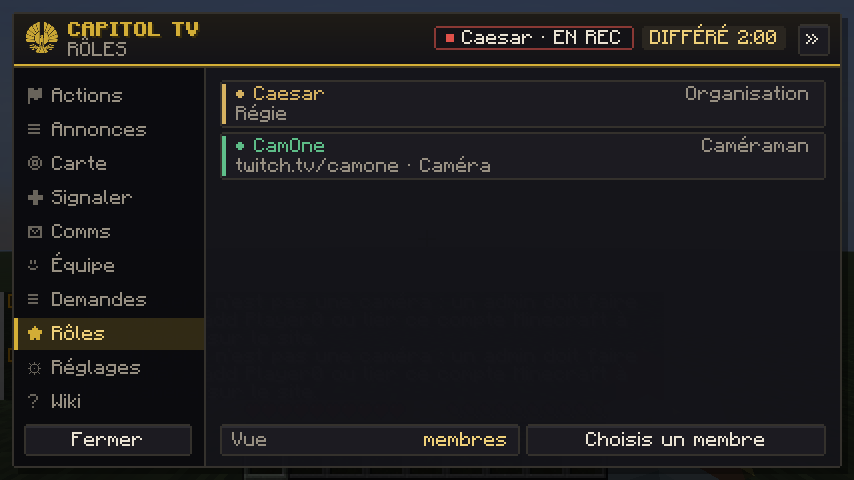 CAPITOL TV
RÔLES
Caesar · EN REC
DIFFÉRÉ 2:00
»
Actions
Annonces
Carte
Signaler
Comms
Équipe
Demandes
Rôles
Réglages
? Wiki
Fermer
• Caesar
Organisation
Régie
• CamOne
Caméraman
twitch.tv/camone · Caméra
Vue
membres
Choisis un membre